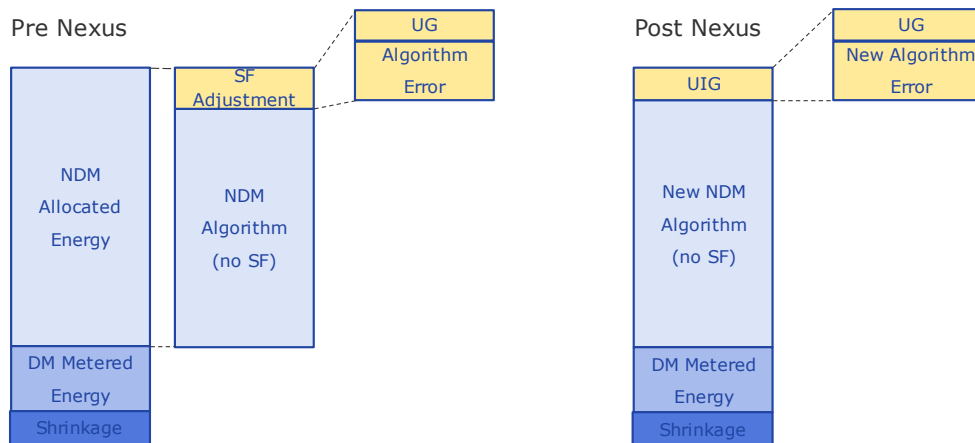 Pre Nexus
UG
Algorithm
Error
SF
Adjustment
NDM
Allocated
Energy
NDM
Algorithm
(no SF)
DM Metered
Energy
Shrinkage
Post Nexus
UG
New Algorithm
Error
UIG
New NDM
Algorithm
(no SF)
DM Metered
Energy
Shrinkage